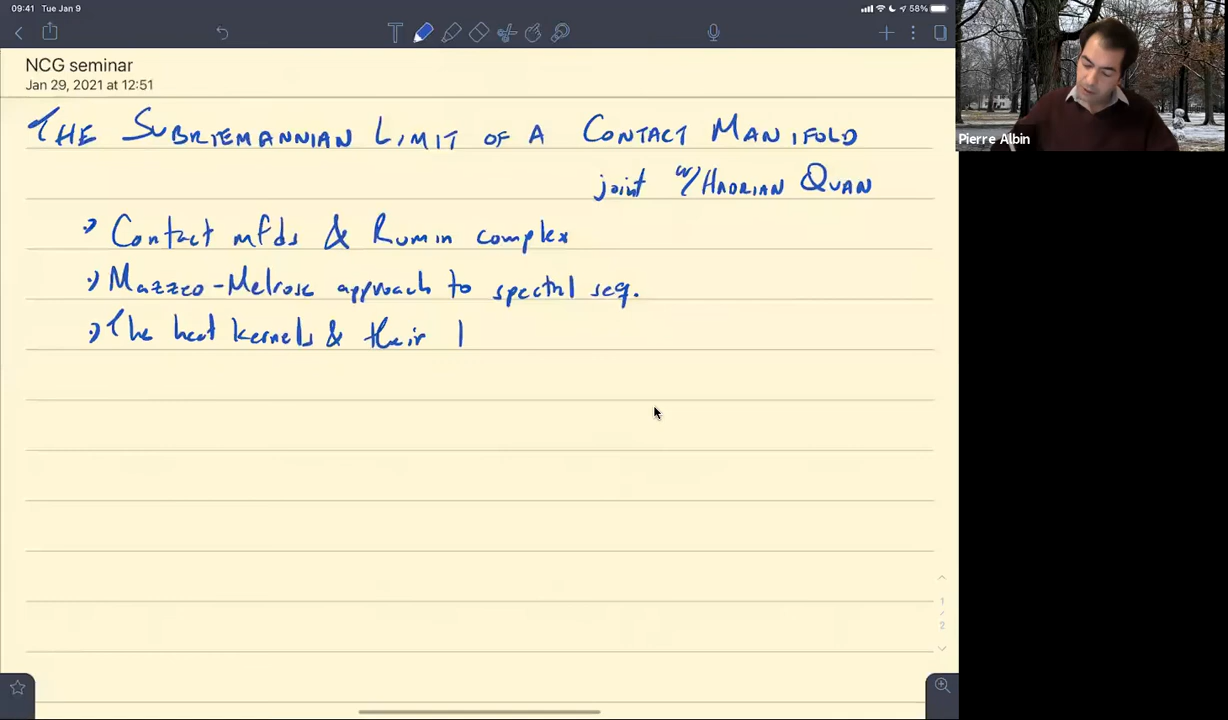 09:41 Tue Jan 9
58%
NCG seminar
Jan 29, 2021 at 12:51
THE SUBRIEMANNIAN LIMIT OF A CONTACT MANIFOLD
joint w/HADRIAN QUAN
Contact mfds & Rumin complex
Mazzeo-Melrose approach to spectral seq.
The heat kernels & their l
1
/
2
Pierre Albin